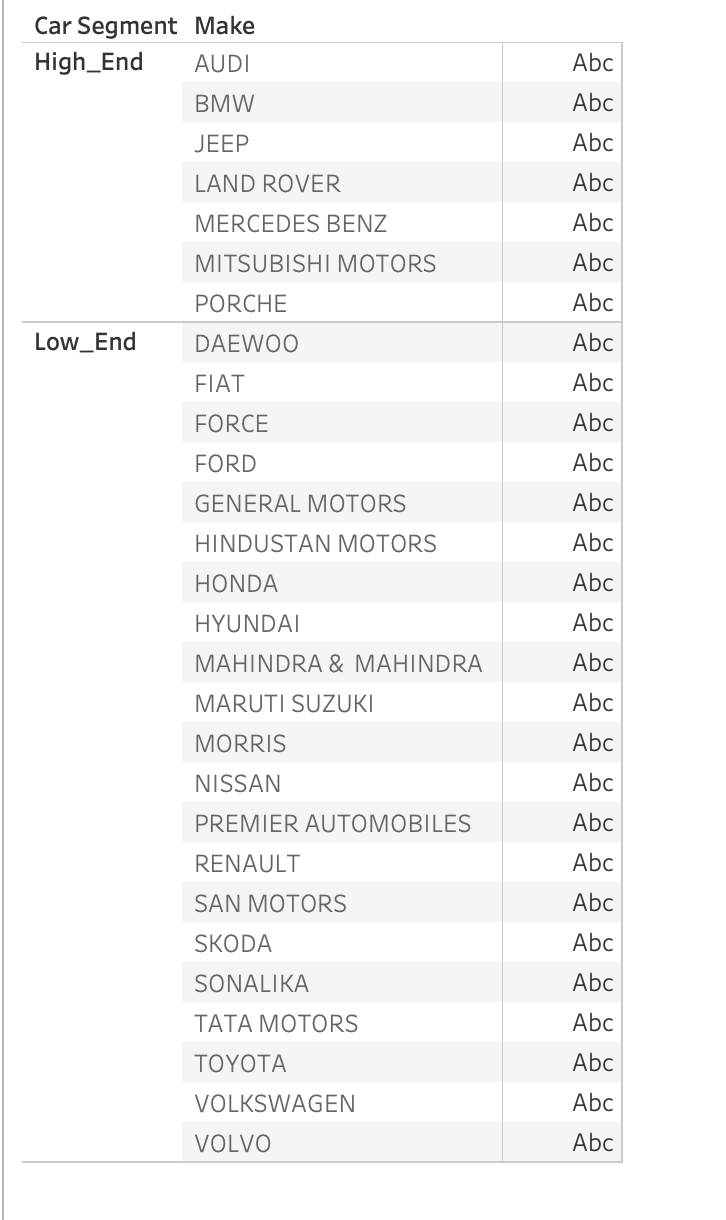 Car Segment Make
High_End AUDI Abc
BMW Abc
JEEP Abc
LAND ROVER Abc
MERCEDES BENZ Abc
MITSUBISHI MOTORS Abc
PORCHE Abc
Low_End DAEWOO Abc
FIAT Abc
FORCE Abc
FORD Abc
GENERAL MOTORS Abc
HINDUSTAN MOTORS Abc
HONDA Abc
HYUNDAI Abc
MAHINDRA &  MAHINDRA Abc
MARUTI SUZUKI Abc
MORRIS Abc
NISSAN Abc
PREMIER AUTOMOBILES Abc
RENAULT Abc
SAN MOTORS Abc
SKODA Abc
SONALIKA Abc
TATA MOTORS Abc
TOYOTA Abc
VOLKSWAGEN Abc
VOLVO Abc